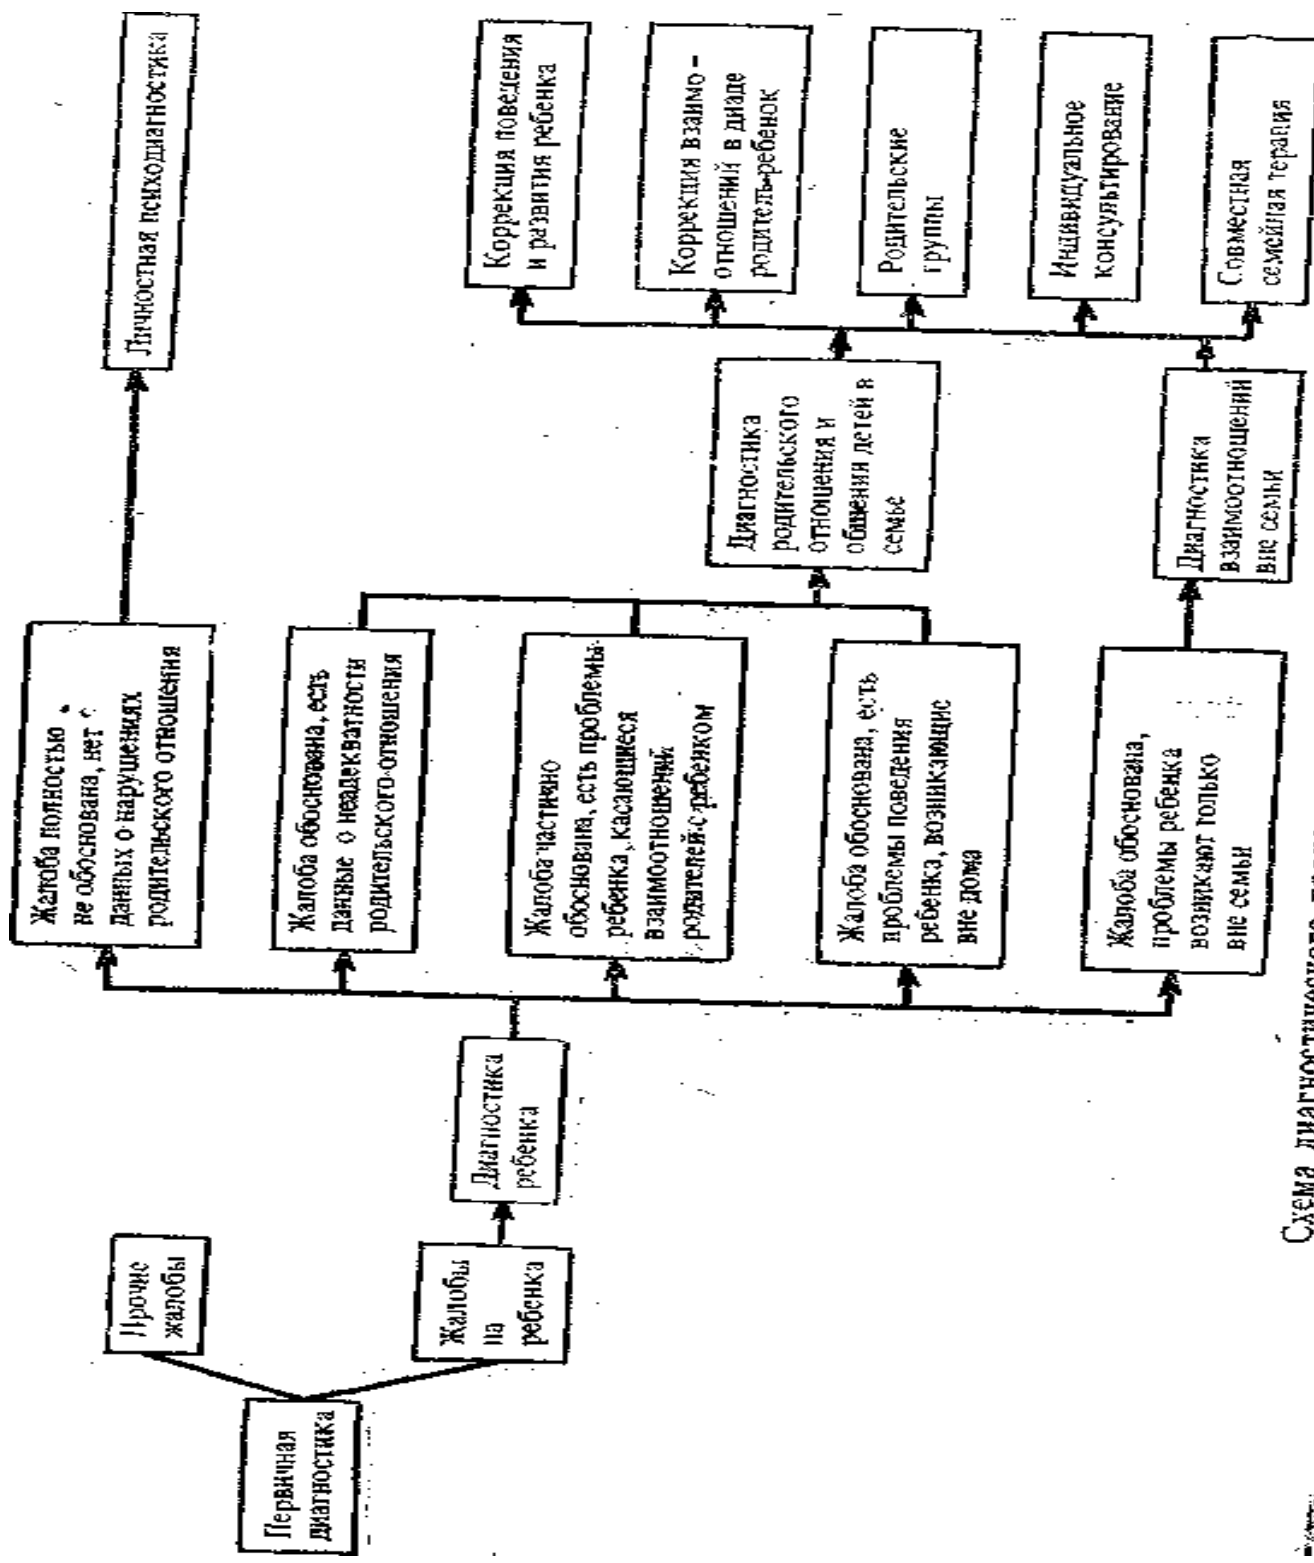 Первичная
диагностика
Прочие
жалобы
Жалобы
на
ребенка
Диагностика
ребенка
Жалоба полностью
не обоснована, нет
данных о нарушениях
родительского отношения
Жалоба обоснована, есть
данные о неадекватности
родительского отношения
Жалоба частично
обоснована, есть проблемы
ребенка, касающиеся
взаимоотношений
родителей с ребенком
Жалоба обоснована, есть
проблемы поведения
ребенка, возникающие
вне дома
Жалоба обоснована,
проблемы ребенка
возникают только
вне семьи
Личностная психодиагностика
Диагностика
родительского
отношения и
общении детей в
семье
Диагностика
взаимоотношений
вне семьи
Коррекция поведения
и развития ребенка
Коррекция взаимо-
отношений в диаде
родитель-ребенок
Родительские
группы
Индивидуальное
консультирование
Совместная
семейная терапия
Схема диагностического